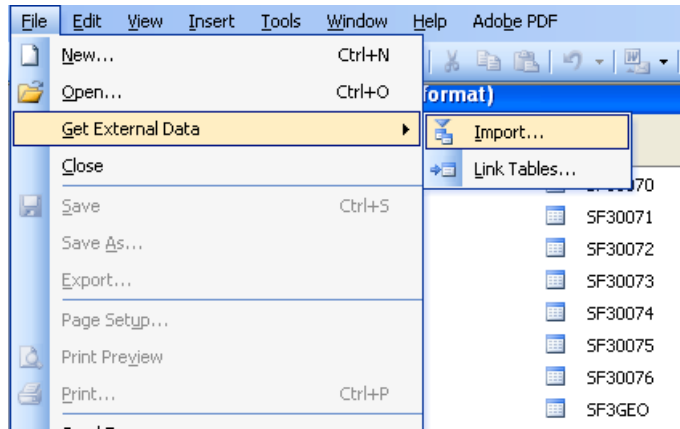 File Edit View Insert Tools Window Help Adobe PDF
New... Ctrl+N
Open... Ctrl+O
format)
Get External Data
Import...
Close
Link Tables...
Save Ctrl+S
SF30071
Save As...
SF30072
Export...
SF30073
Page Setup...
SF30074
Print Preview
SF30075
Print... Ctrl+P
SF30076
SF3GEO